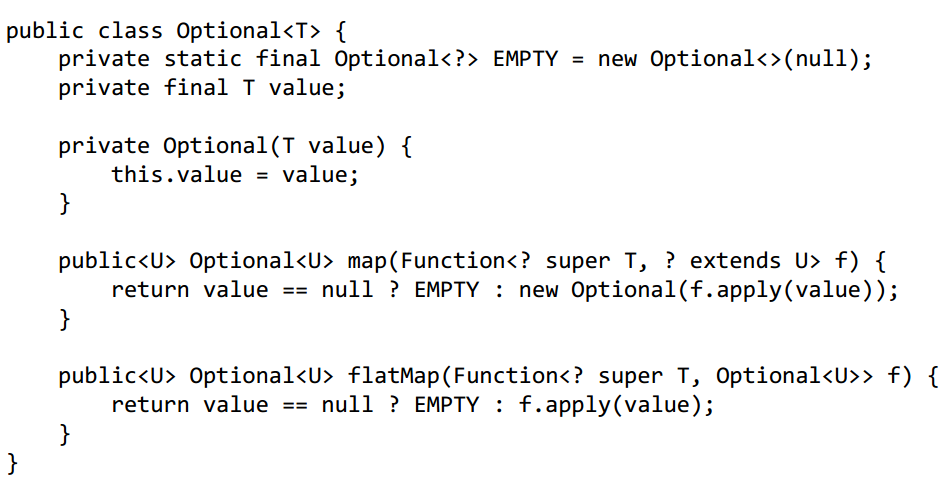 public class Optional<T> {
    private static final Optional<?> EMPTY = new Optional<>(null);
    private final T value;

    private Optional(T value) {
        this.value = value;
    }

    public<U> Optional<U> map(Function<? super T, ? extends U> f) {
        return value == null ? EMPTY : new Optional(f.apply(value));
    }

    public<U> Optional<U> flatMap(Function<? super T, Optional<U>> f) {
        return value == null ? EMPTY : f.apply(value);
    }
}